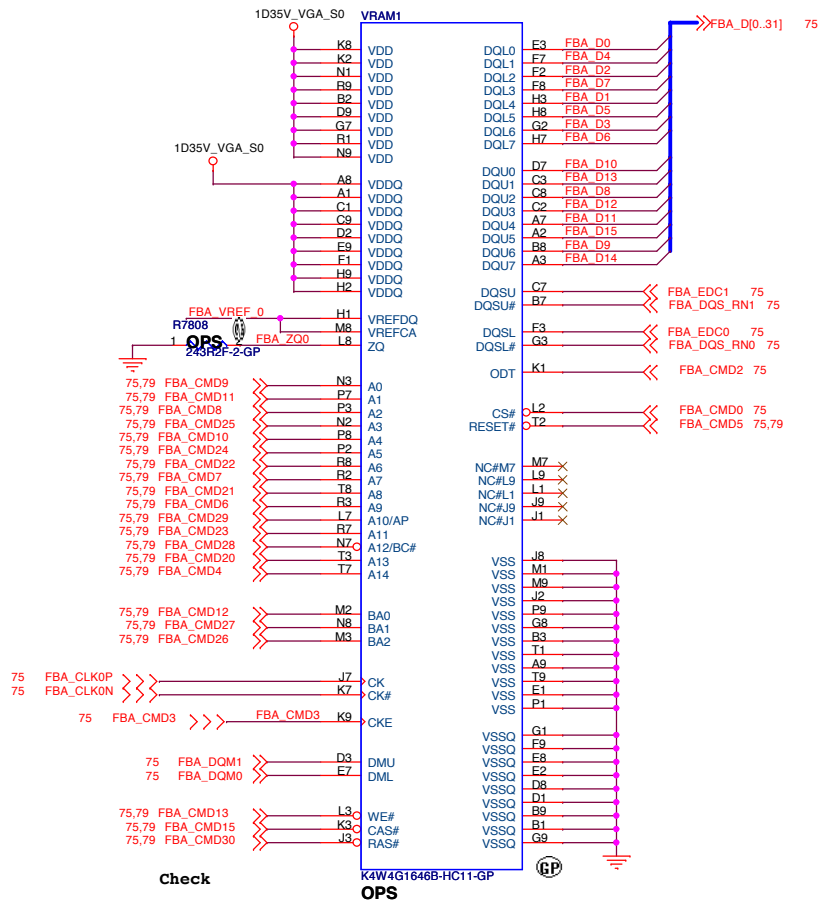 1D35V_VGA_S0 VRAM1 FBA_D[0..31] 75
K8 VDD DQL0 E3 FBA_D0
K2 VDD DQL1 F7 FBA_D4
N1 VDD DQL2 F2 FBA_D2
R9 VDD DQL3 F8 FBA_D7
B2 VDD DQL4 H3 FBA_D1
D9 VDD DQL5 H8 FBA_D5
G7 VDD DQL6 G2 FBA_D3
R1 VDD DQL7 H7 FBA_D6
1D35V_VGA_S0 N9 VDD
A8 VDDQ DQU0 D7 FBA_D10
A1 VDDQ DQU1 C3 FBA_D13
C1 VDDQ DQU2 C8 FBA_D8
C9 VDDQ DQU3 C2 FBA_D12
D2 VDDQ DQU4 A7 FBA_D11
E9 VDDQ DQU5 A2 FBA_D15
F1 VDDQ DQU6 B8 FBA_D9
H9 VDDQ DQU7 A3 FBA_D14
H2 VDDQ DQSU C7 FBA_EDC1 75
DQSU# B7 FBA_DQS_RN1 75
FBA_VREF_0 H1 VREFDQ
R7808 M8 VREFCA DQSL F3 FBA_EDC0 75
1 OPS 2 FBA_ZQ0 L8 ZQ DQSL# G3 FBA_DQS_RN0 75
243R2F-2-GP
ODT K1 FBA_CMD2 75
75,79 FBA_CMD9 N3 A0
75,79 FBA_CMD11 P7 A1
75,79 FBA_CMD8 P3 A2 CS# L2 FBA_CMD0 75
75,79 FBA_CMD25 N2 A3 RESET# T2 FBA_CMD5 75,79
75,79 FBA_CMD10 P8 A4
75,79 FBA_CMD24 P2 A5
75,79 FBA_CMD22 R8 A6 NC#M7 M7
75,79 FBA_CMD7 R2 A7 NC#L9 L9
75,79 FBA_CMD21 T8 A8 NC#L1 L1
75,79 FBA_CMD6 R3 A9 NC#J9 J9
75,79 FBA_CMD29 L7 A10/AP NC#J1 J1
75,79 FBA_CMD23 R7 A11
75,79 FBA_CMD28 N7 A12/BC#
75,79 FBA_CMD20 T3 A13 VSS J8
75,79 FBA_CMD4 T7 A14 VSS M1
VSS M9
VSS J2
75,79 FBA_CMD12 M2 BA0 VSS P9
75,79 FBA_CMD27 N8 BA1 VSS G8
75,79 FBA_CMD26 M3 BA2 VSS B3
VSS T1
VSS A9
75 FBA_CLK0P J7 CK VSS T9
75 FBA_CLK0N K7 CK# VSS E1
VSS P1
75 FBA_CMD3 FBA_CMD3 K9 CKE
VSSQ G1
VSSQ F9
75 FBA_DQM1 D3 DMU VSSQ E8
75 FBA_DQM0 E7 DML VSSQ E2
VSSQ D8
VSSQ D1
75,79 FBA_CMD13 L3 WE# VSSQ B9
75,79 FBA_CMD15 K3 CAS# VSSQ B1
75,79 FBA_CMD30 J3 RAS# VSSQ G9
GP
Check K4W4G1646B-HC11-GP
OPS